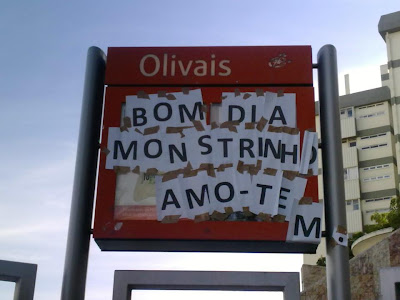 Olivais
BOM DIA
MONSTRINHO
AMO-TE
M